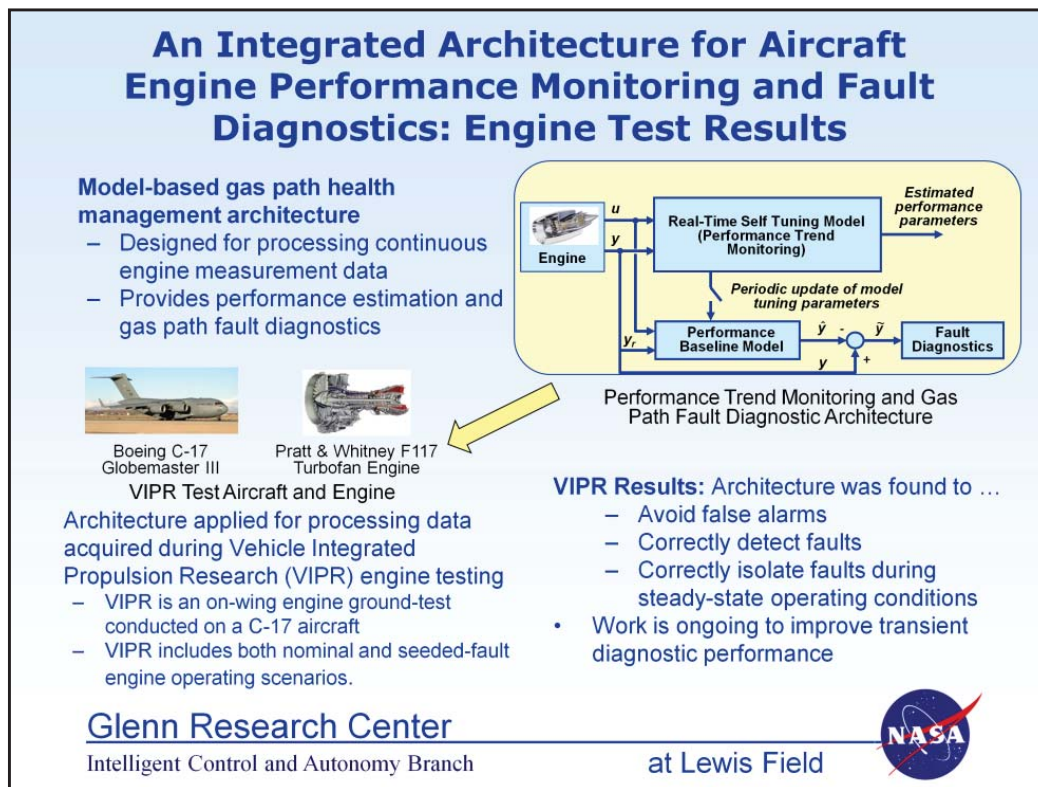 An Integrated Architecture for Aircraft
Engine Performance Monitoring and Fault
Diagnostics: Engine Test Results
Model-based gas path health
management architecture
– Designed for processing continuous
engine measurement data
– Provides performance estimation and
gas path fault diagnostics
Engine
u
y
Real-Time Self Tuning Model
(Performance Trend
Monitoring)
Estimated
performance
parameters
Periodic update of model
tuning parameters
yr
Performance
Baseline Model
ŷ
-
ỹ
y
+
Fault
Diagnostics
Performance Trend Monitoring and Gas
Path Fault Diagnostic Architecture
Boeing C-17
Globemaster III
Pratt & Whitney F117
Turbofan Engine
VIPR Test Aircraft and Engine
Architecture applied for processing data
acquired during Vehicle Integrated
Propulsion Research (VIPR) engine testing
– VIPR is an on-wing engine ground-test
conducted on a C-17 aircraft
– VIPR includes both nominal and seeded-fault
engine operating scenarios.
VIPR Results: Architecture was found to …
– Avoid false alarms
– Correctly detect faults
– Correctly isolate faults during
steady-state operating conditions
• Work is ongoing to improve transient
diagnostic performance
Glenn Research Center
Intelligent Control and Autonomy Branch
at Lewis Field
NASA